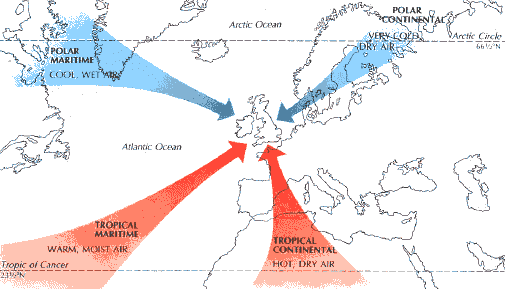 POLAR
CONTINENTAL
Arctic Ocean
VERY COLD,
DRY AIR
Arctic Circle
66½°N
POLAR
MARITIME
COOL, WET AIR
Atlantic Ocean
TROPICAL
MARITIME
WARM, MOIST AIR
TROPICAL
CONTINENTAL
HOT, DRY AIR
Tropic of Cancer
23½°N